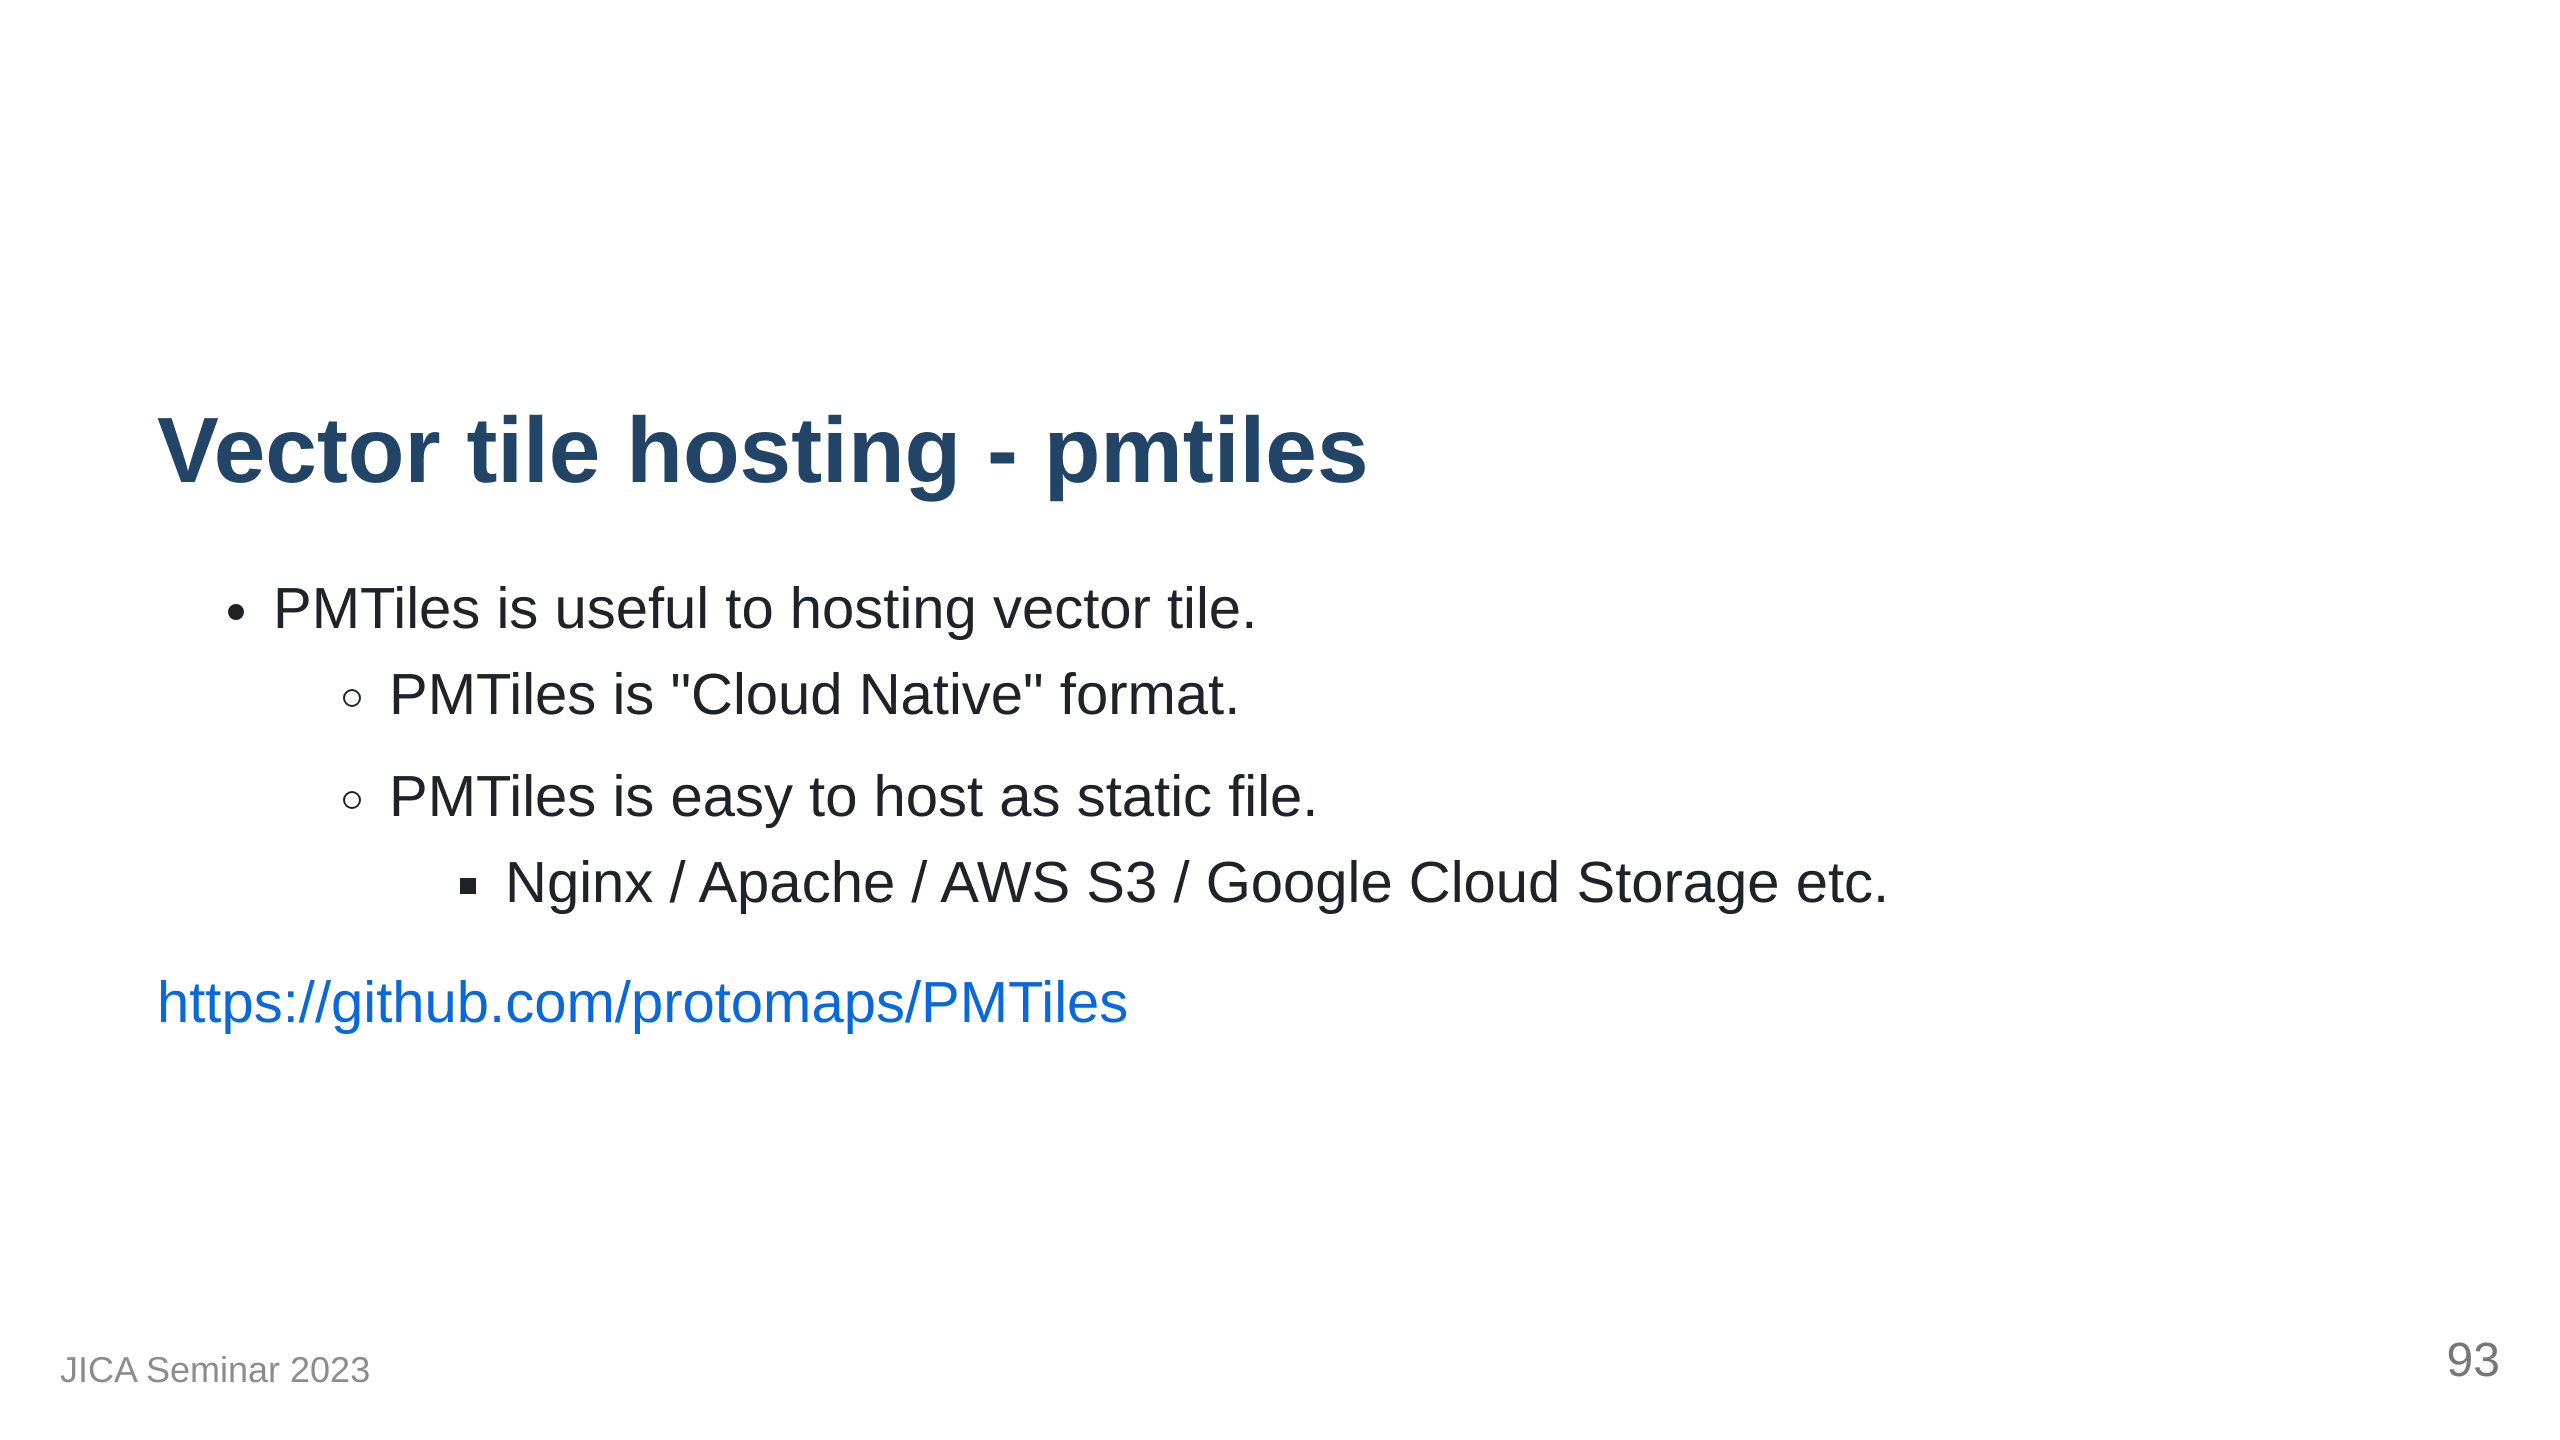 Vector tile hosting - pmtiles
PMTiles is useful to hosting vector tile.
PMTiles is "Cloud Native" format.
PMTiles is easy to host as static file.
Nginx / Apache / AWS S3 / Google Cloud Storage etc.
https://github.com/protomaps/PMTiles
JICA Seminar 2023
93